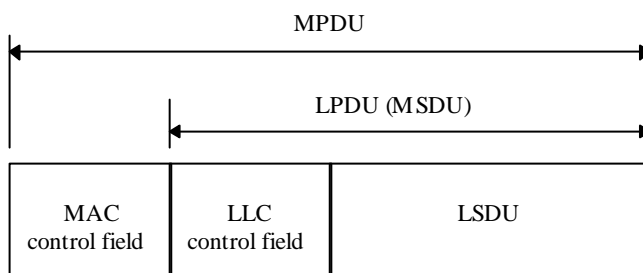 MPDU
LPDU (MSDU)
MAC
control field
LLC
control field
LSDU